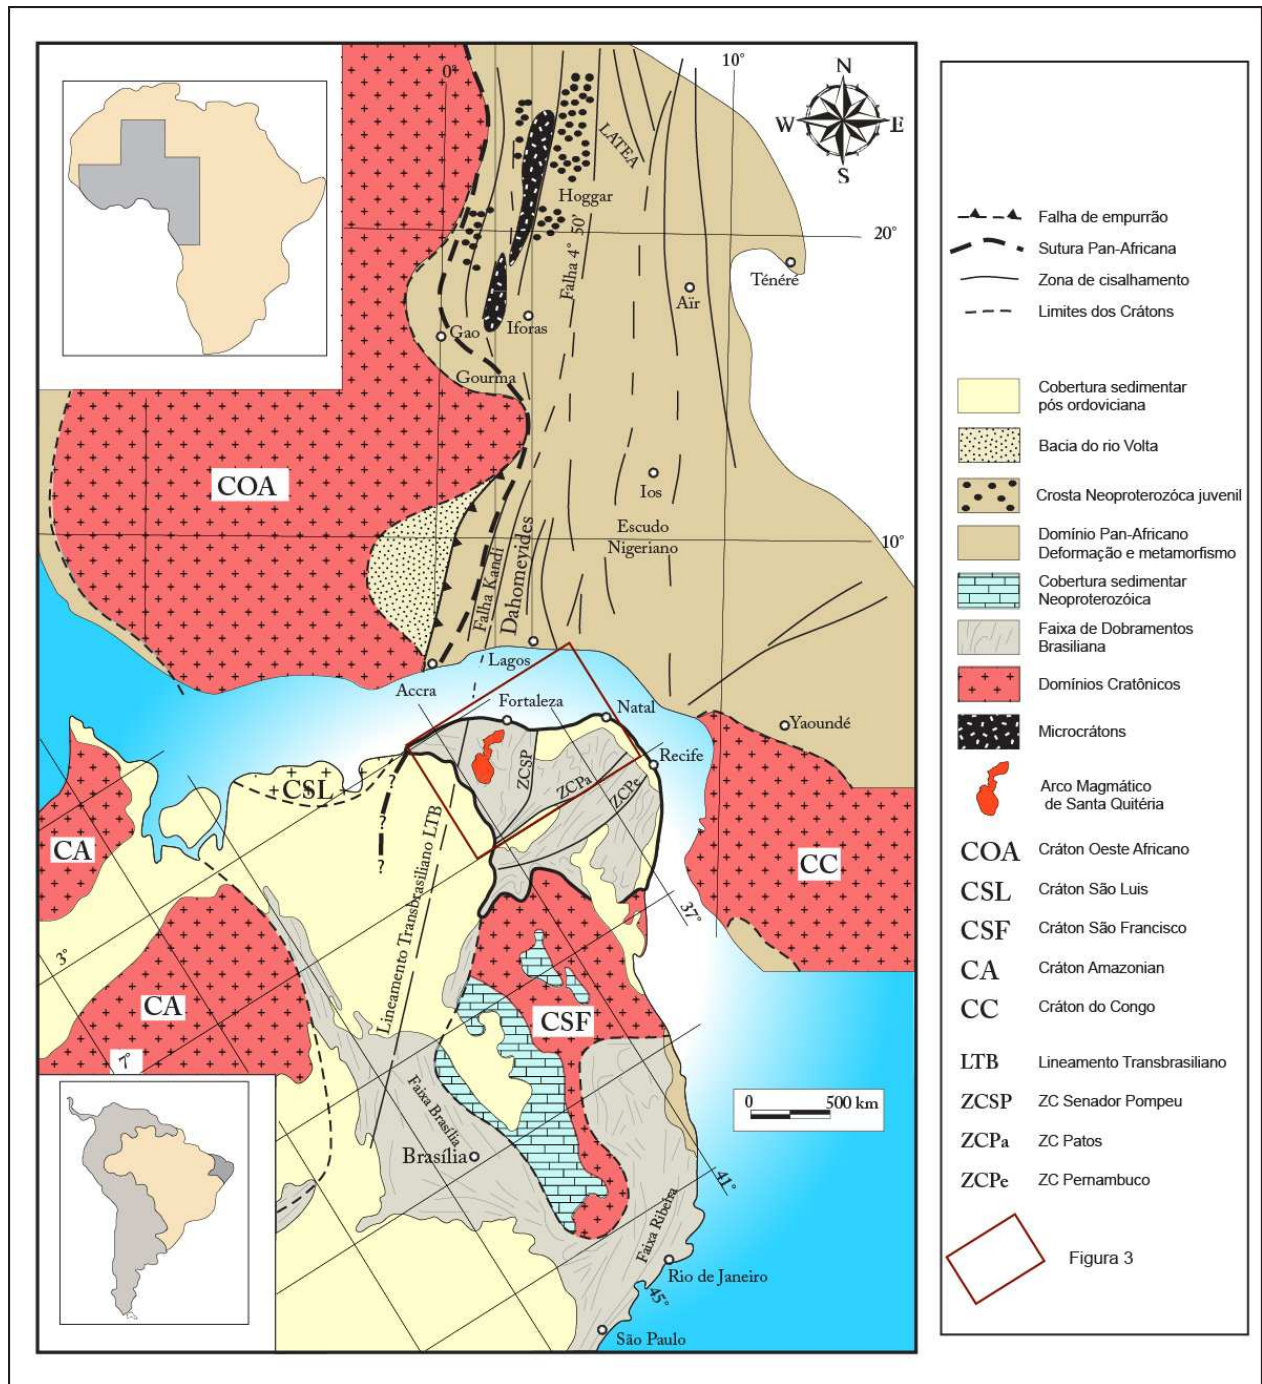 0°
10°
N
W
E
S
LATEA
Hoggar
20°
Falha 4° 50'
Ténéré
Aïr
Gao
Iforas
Gourma
COA
Ios
Escudo
Nigeriano
10°
Falha Kandi
Dahomeyides
Lagos
Accra
Fortaleza
Natal
Yaoundé
Recife
ZCSP
ZCPa
ZCPe
CSL
?
?
?
CA
CC
Lineamento Transbrasiliano LTB
37°
3°
CA
CSF
7°
0 500 km
Faixa Brasília
Brasília
41°
Faixa Ribeira
Rio de Janeiro
45°
São Paulo
Falha de empurrão
Sutura Pan-Africana
Zona de cisalhamento
Limites dos Crátons
Cobertura sedimentar
pós ordoviciana
Bacia do rio Volta
Crosta Neoproterozóca juvenil
Domínio Pan-Africano
Deformação e metamorfismo
Cobertura sedimentar
Neoproterozóica
Faixa de Dobramentos
Brasiliana
Domínios Cratônicos
Microcrátons
Arco Magmático
de Santa Quitéria
COA Cráton Oeste Africano
CSL Cráton São Luis
CSF Cráton São Francisco
CA Cráton Amazonian
CC Cráton do Congo
LTB Lineamento Transbrasiliano
ZCSP ZC Senador Pompeu
ZCPa ZC Patos
ZCPe ZC Pernambuco
Figura 3